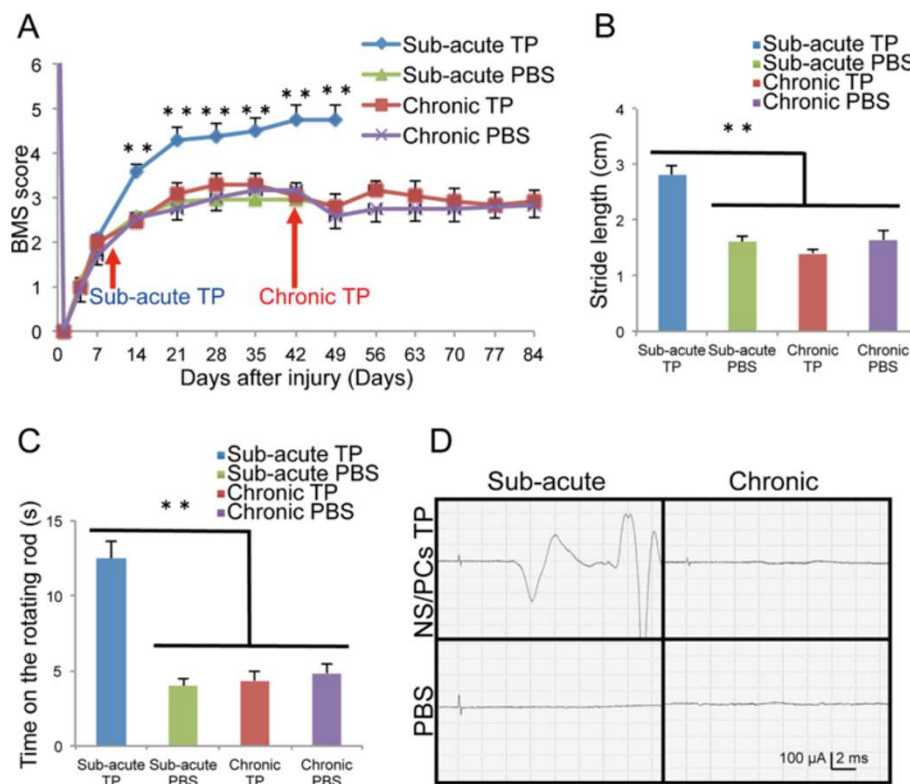 A
Sub-acute TP
Sub-acute PBS
Chronic TP
Chronic PBS
BMS score
6
5
4
3
2
1
0
* *
* *
* *
* *
* *
* *
Sub-acute TP
Chronic TP
0 7 14 21 28 35 42 49 56 63 70 77 84
Days after injury (Days)
B
Sub-acute TP
Sub-acute PBS
Chronic TP
Chronic PBS
Stride length (cm)
4
3
2
1
0
* *
Sub-acute TP
Sub-acute PBS
Chronic TP
Chronic PBS
C
Sub-acute TP
Sub-acute PBS
Chronic TP
Chronic PBS
Time on the rotating rod (s)
15
10
5
0
* *
Sub-acute TP
Sub-acute PBS
Chronic TP
Chronic PBS
D
Sub-acute Chronic
NS/PCs TP
PBS
100 µA 2 ms